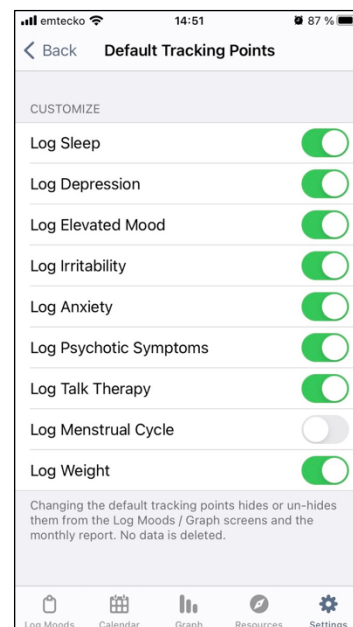 emtecko 14:51 87 %
Back Default Tracking Points
CUSTOMIZE
Log Sleep
Log Depression
Log Elevated Mood
Log Irritability
Log Anxiety
Log Psychotic Symptoms
Log Talk Therapy
Log Menstrual Cycle
Log Weight
Changing the default tracking points hides or un-hides
them from the Log Moods / Graph screens and the
monthly report. No data is deleted.
Log Moods Calendar Graph Resources Settings